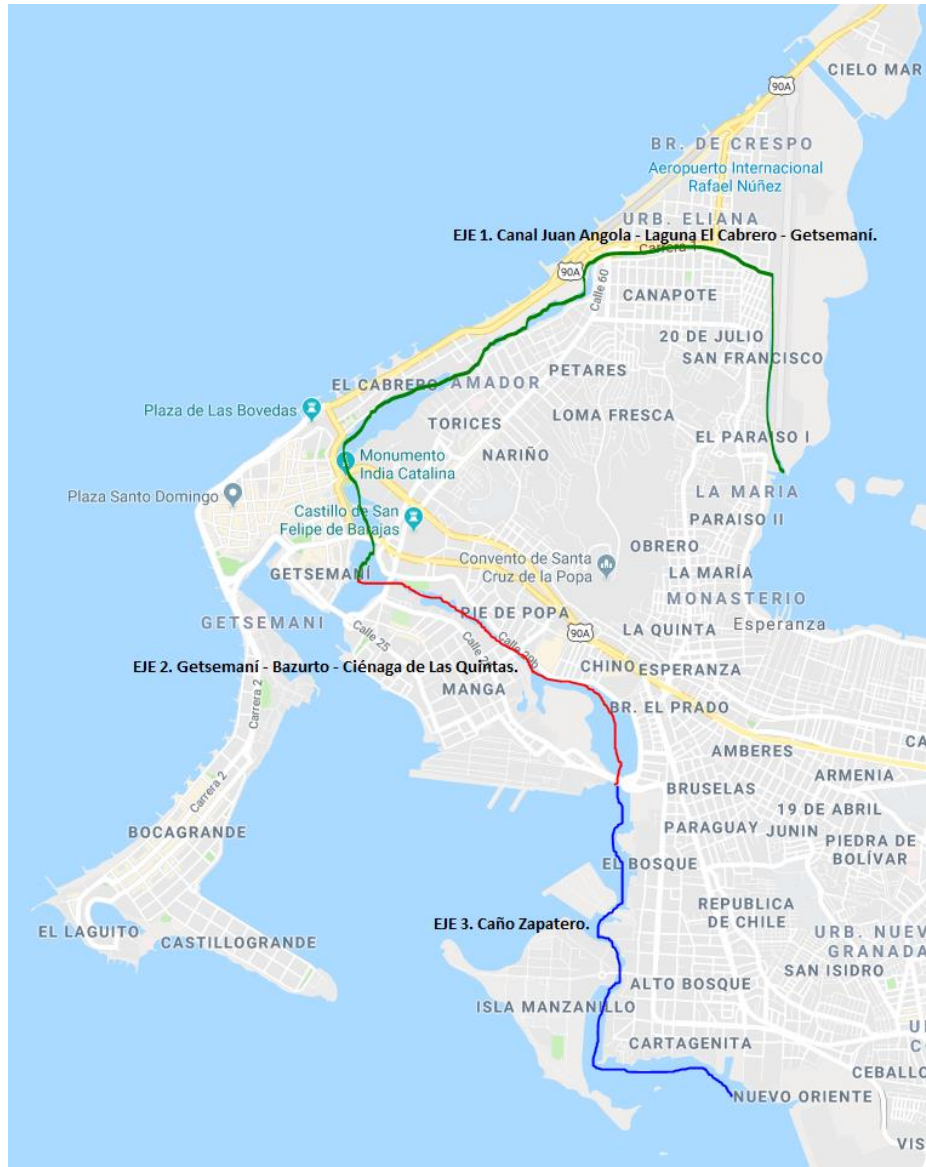 CIELO MAR
90A
BR. DE CRESPO
Aeropuerto Internacional
Rafael Núñez
URB. ELIANA
EJE 1. Canal Juan Angola - Laguna El Cabrero - Getsemaní.
Carrera 1
90A
Calle 60
CANAPOTE
20 DE JULIO
SAN FRANCISCO
PETARES
EL CABRERO
AMADOR
Plaza de Las Bovedas
LOMA FRESCA
TORICES
EL PARAISO I
NARIÑO
Monumento
India Catalina
Plaza Santo Domingo
LA MARIA
Castillo de San
Felipe de Barajas
PARAISO II
OBRERO
Convento de Santa
Cruz de la Popa
GETSEMANÍ
LA MARÍA
MONASTERIO
PIE DE POPA
GETSEMANI
Esperanza
90A
LA QUINTA
Calle 25
Calle 29b
EJE 2. Getsemaní - Bazurto - Ciénaga de Las Quintas.
CHINO
ESPERANZA
MANGA
Carrera 2
BR. EL PRADO
AMBERES
CA
ARMENIA
Carrera 2
BRUSELAS
19 DE ABRIL
BOCAGRANDE
PARAGUAY
JUNIN
PIEDRA DE
BOLÍVAR
EL BOSQUE
REPUBLICA
DE CHILE
EJE 3. Caño Zapatero.
EL LAGUITO
CASTILLOGRANDE
URB. NUEV
GRANADA
SAN ISIDRO
ALTO BOSQUE
ISLA MANZANILLO
CARTAGENITA
CEBALLO
NUEVO ORIENTE
VIS